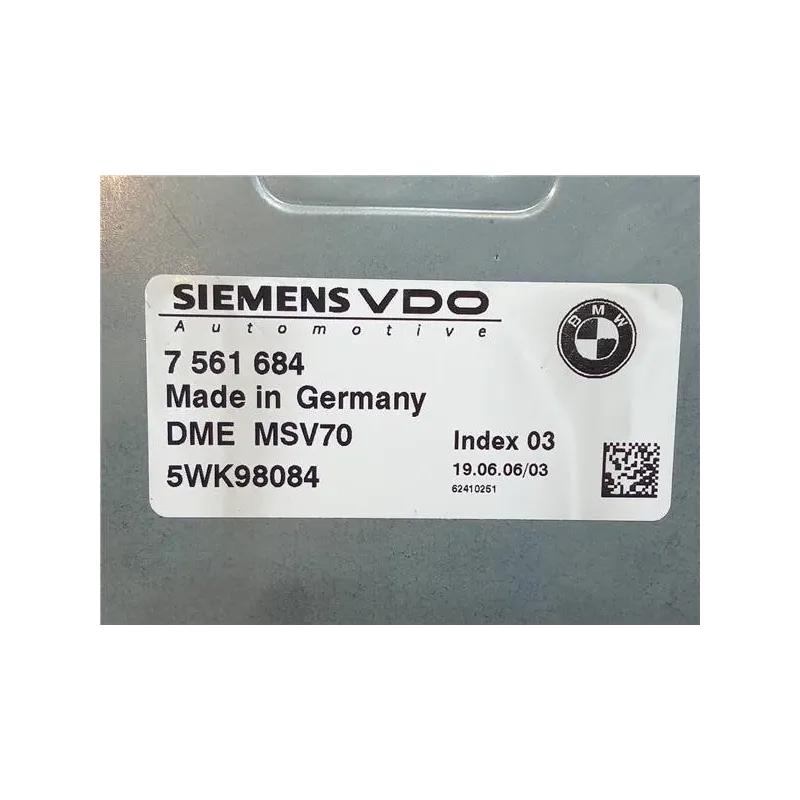 SIEMENS VDO
Automotive
BMW
7 561 684
Made in Germany
DME MSV70
Index 03
5WK98084
19.06.06/03
62410251